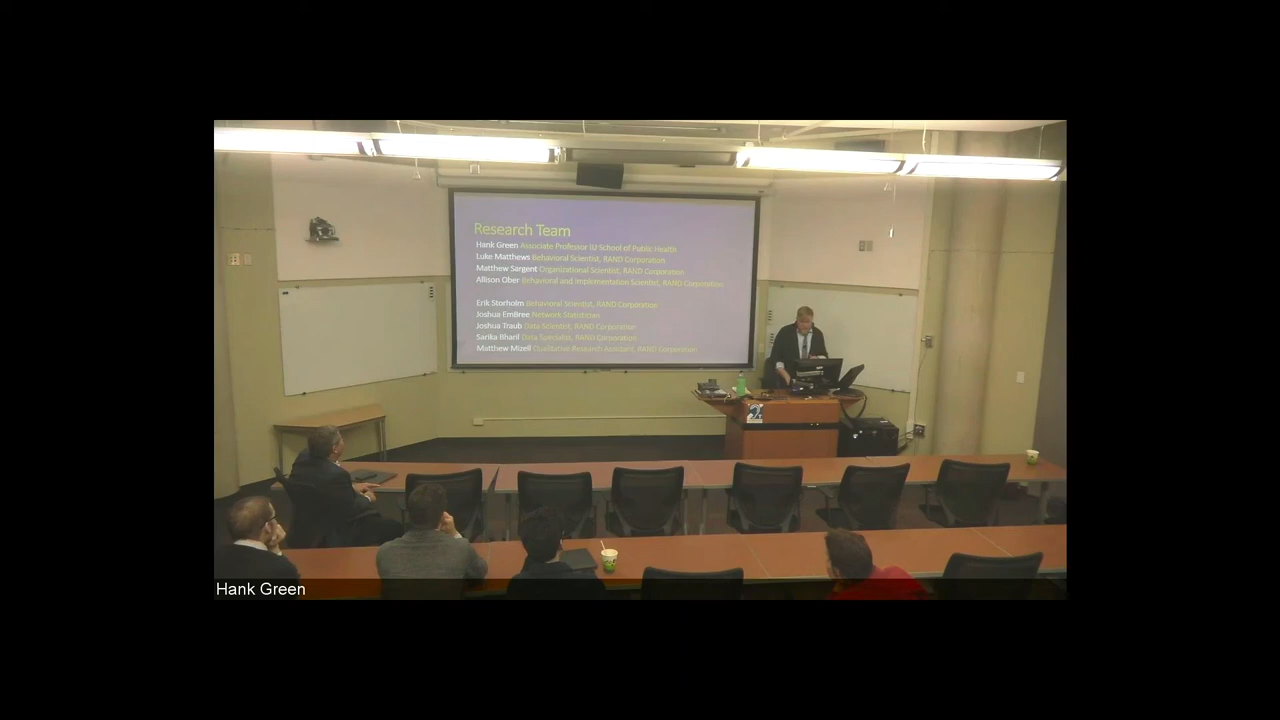 Research Team
Hank Green Associate Professor IU School of Public Health
Luke Matthews Behavioral Scientist, RAND Corporation
Matthew Sargent Organizational Scientist, RAND Corporation
Allison Ober Behavioral and Implementation Scientist, RAND Corporation
Erik Storholm Behavioral Scientist, RAND Corporation
Joshua EmBree Network Statistician
Joshua Traub Data Scientist, RAND Corporation
Sarika Bharil Data Specialist, RAND Corporation
Matthew Mizell Qualitative Research Assistant, RAND Corporation
Hank Green